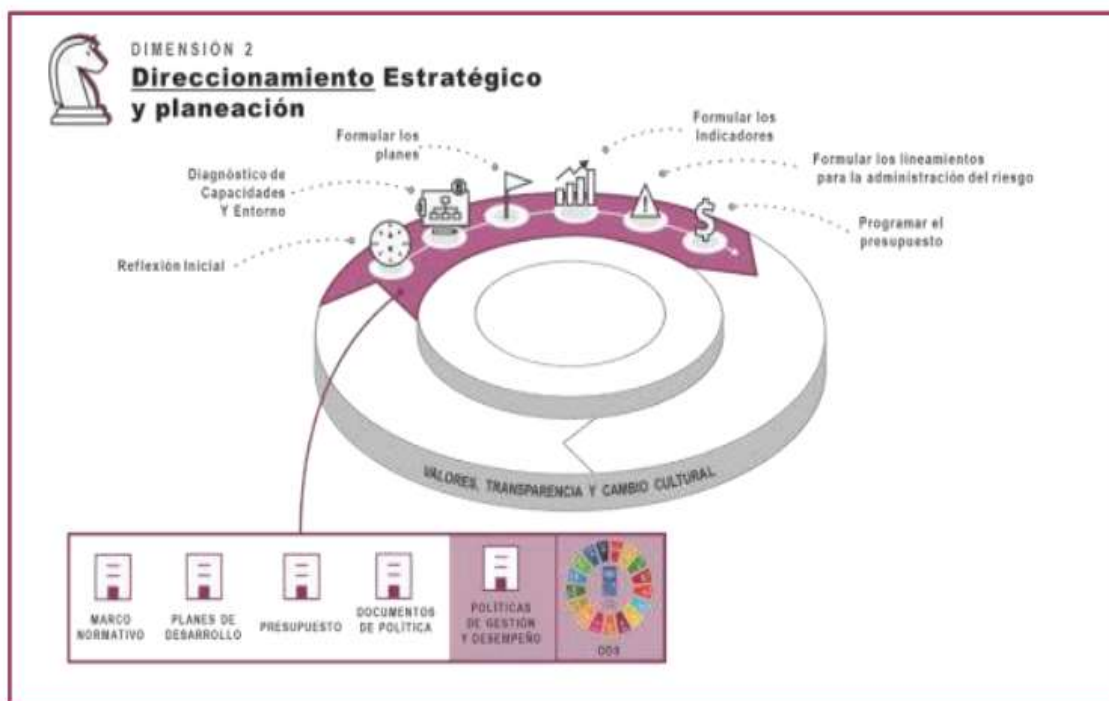 DIMENSIÓN 2
Direccionamiento Estratégico
y planeación
Reflexión Inicial
Diagnóstico de
Capacidades
Y Entorno
Formular los
planes
Formular los
Indicadores
Formular los lineamientos
para la administración del riesgo
Programar el
presupuesto
VALORES, TRANSPARENCIA Y CAMBIO CULTURAL
MARCO
NORMATIVO
PLANES DE
DESARROLLO
PRESUPUESTO
DOCUMENTOS
DE POLÍTICA
POLÍTICAS
DE GESTIÓN
Y DESEMPEÑO
ODS